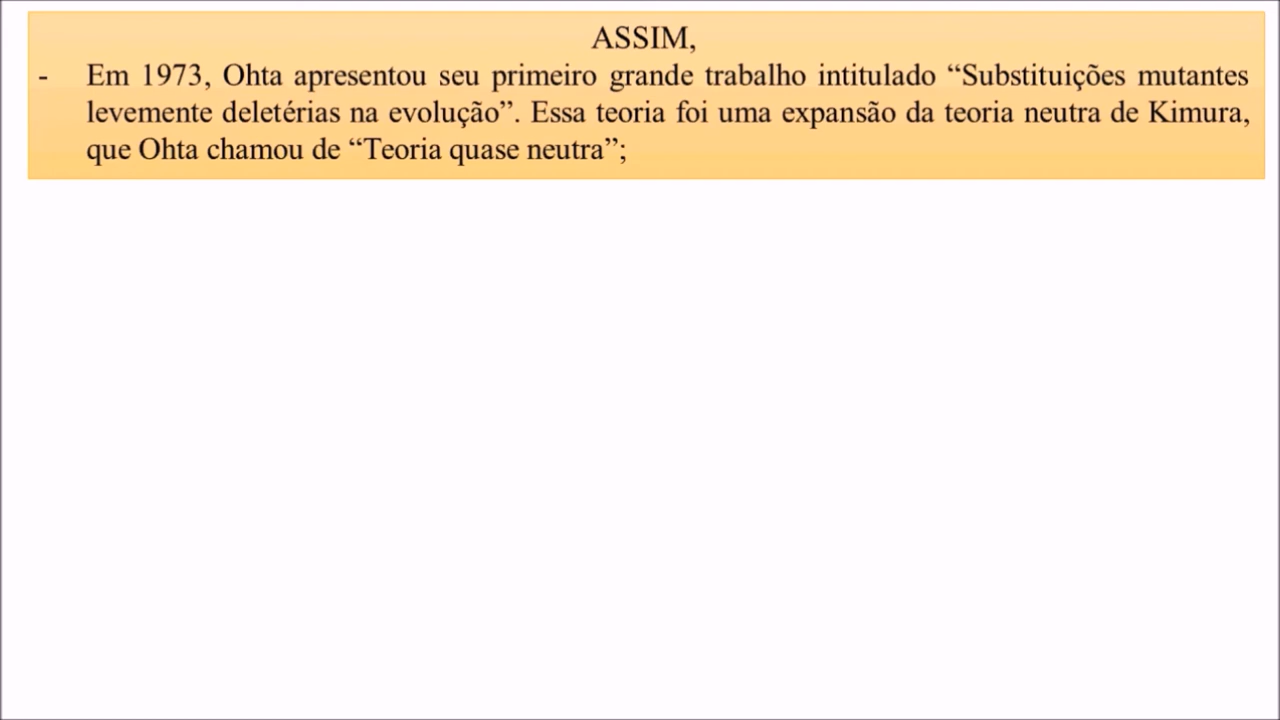 ASSIM,
- Em 1973, Ohta apresentou seu primeiro grande trabalho intitulado “Substituições mutantes
levemente deletérias na evolução”. Essa teoria foi uma expansão da teoria neutra de Kimura,
que Ohta chamou de “Teoria quase neutra”;